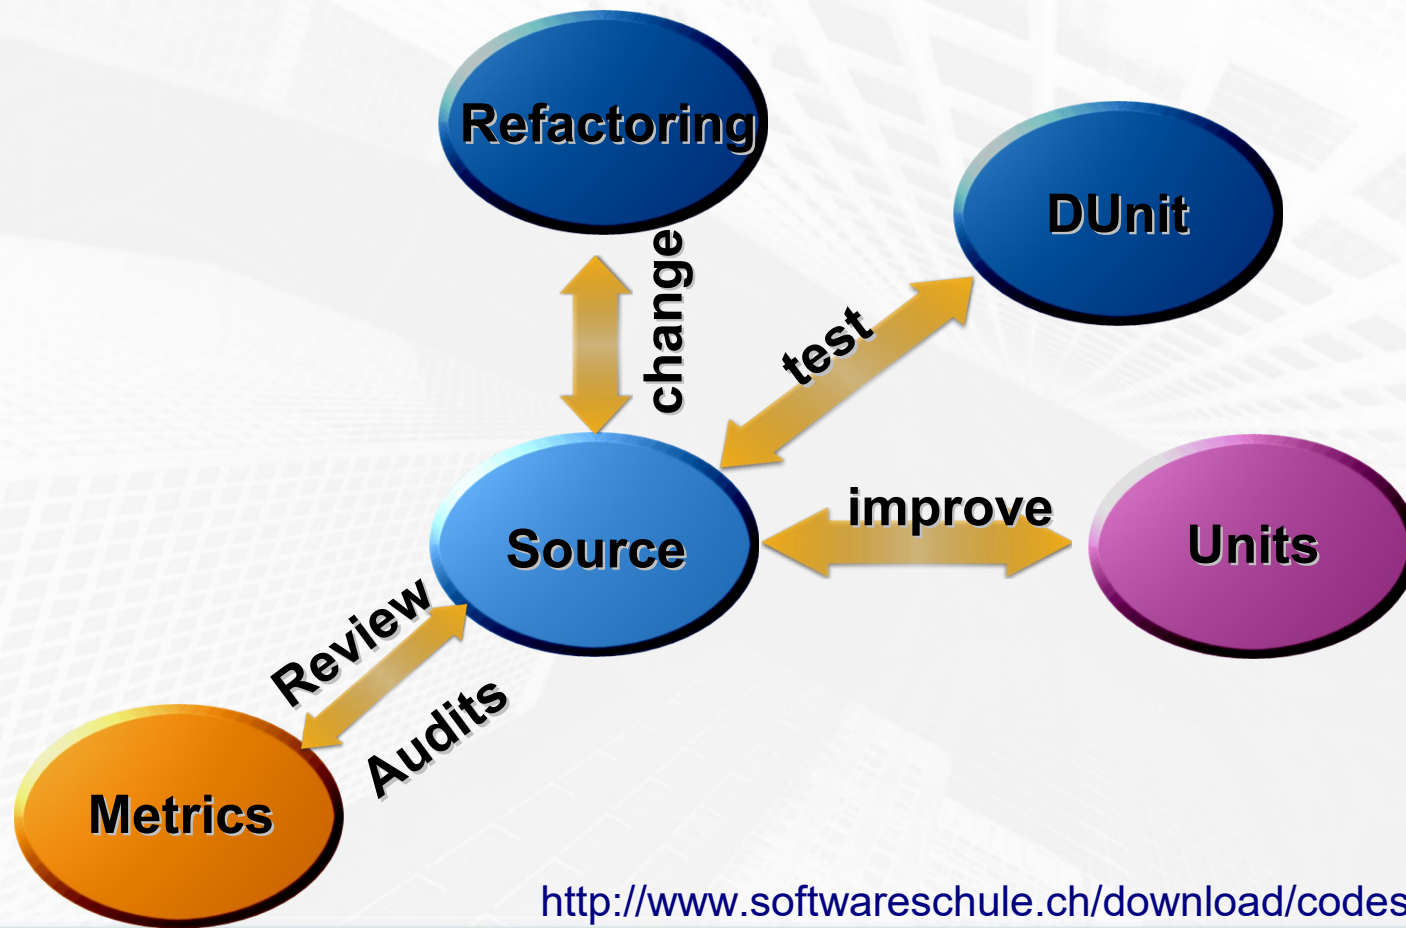 Refactoring
DUnit
change
test
improve
Source
Units
Review
Audits
Metrics
http://www.softwareschule.ch/download/codes